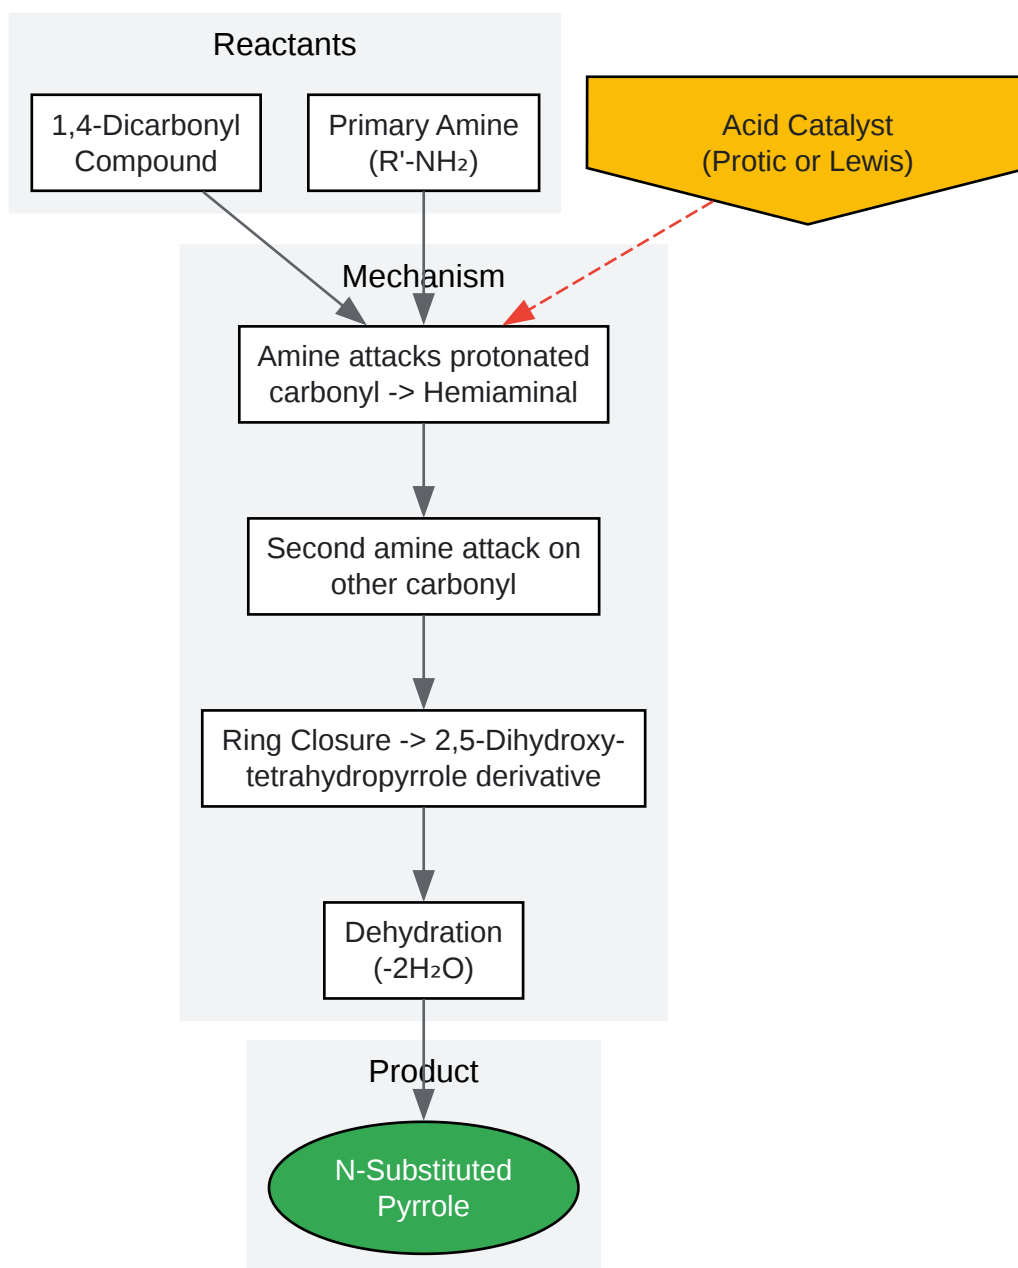 Reactants
1,4-Dicarbonyl
Compound
Primary Amine
(R'-NH₂)
Acid Catalyst
(Protic or Lewis)
Mechanism
Amine attacks protonated
carbonyl -> Hemiaminal
Second amine attack on
other carbonyl
Ring Closure -> 2,5-Dihydroxy-
tetrahydropyrrole derivative
Dehydration
(-2H₂O)
Product
N-Substituted
Pyrrole